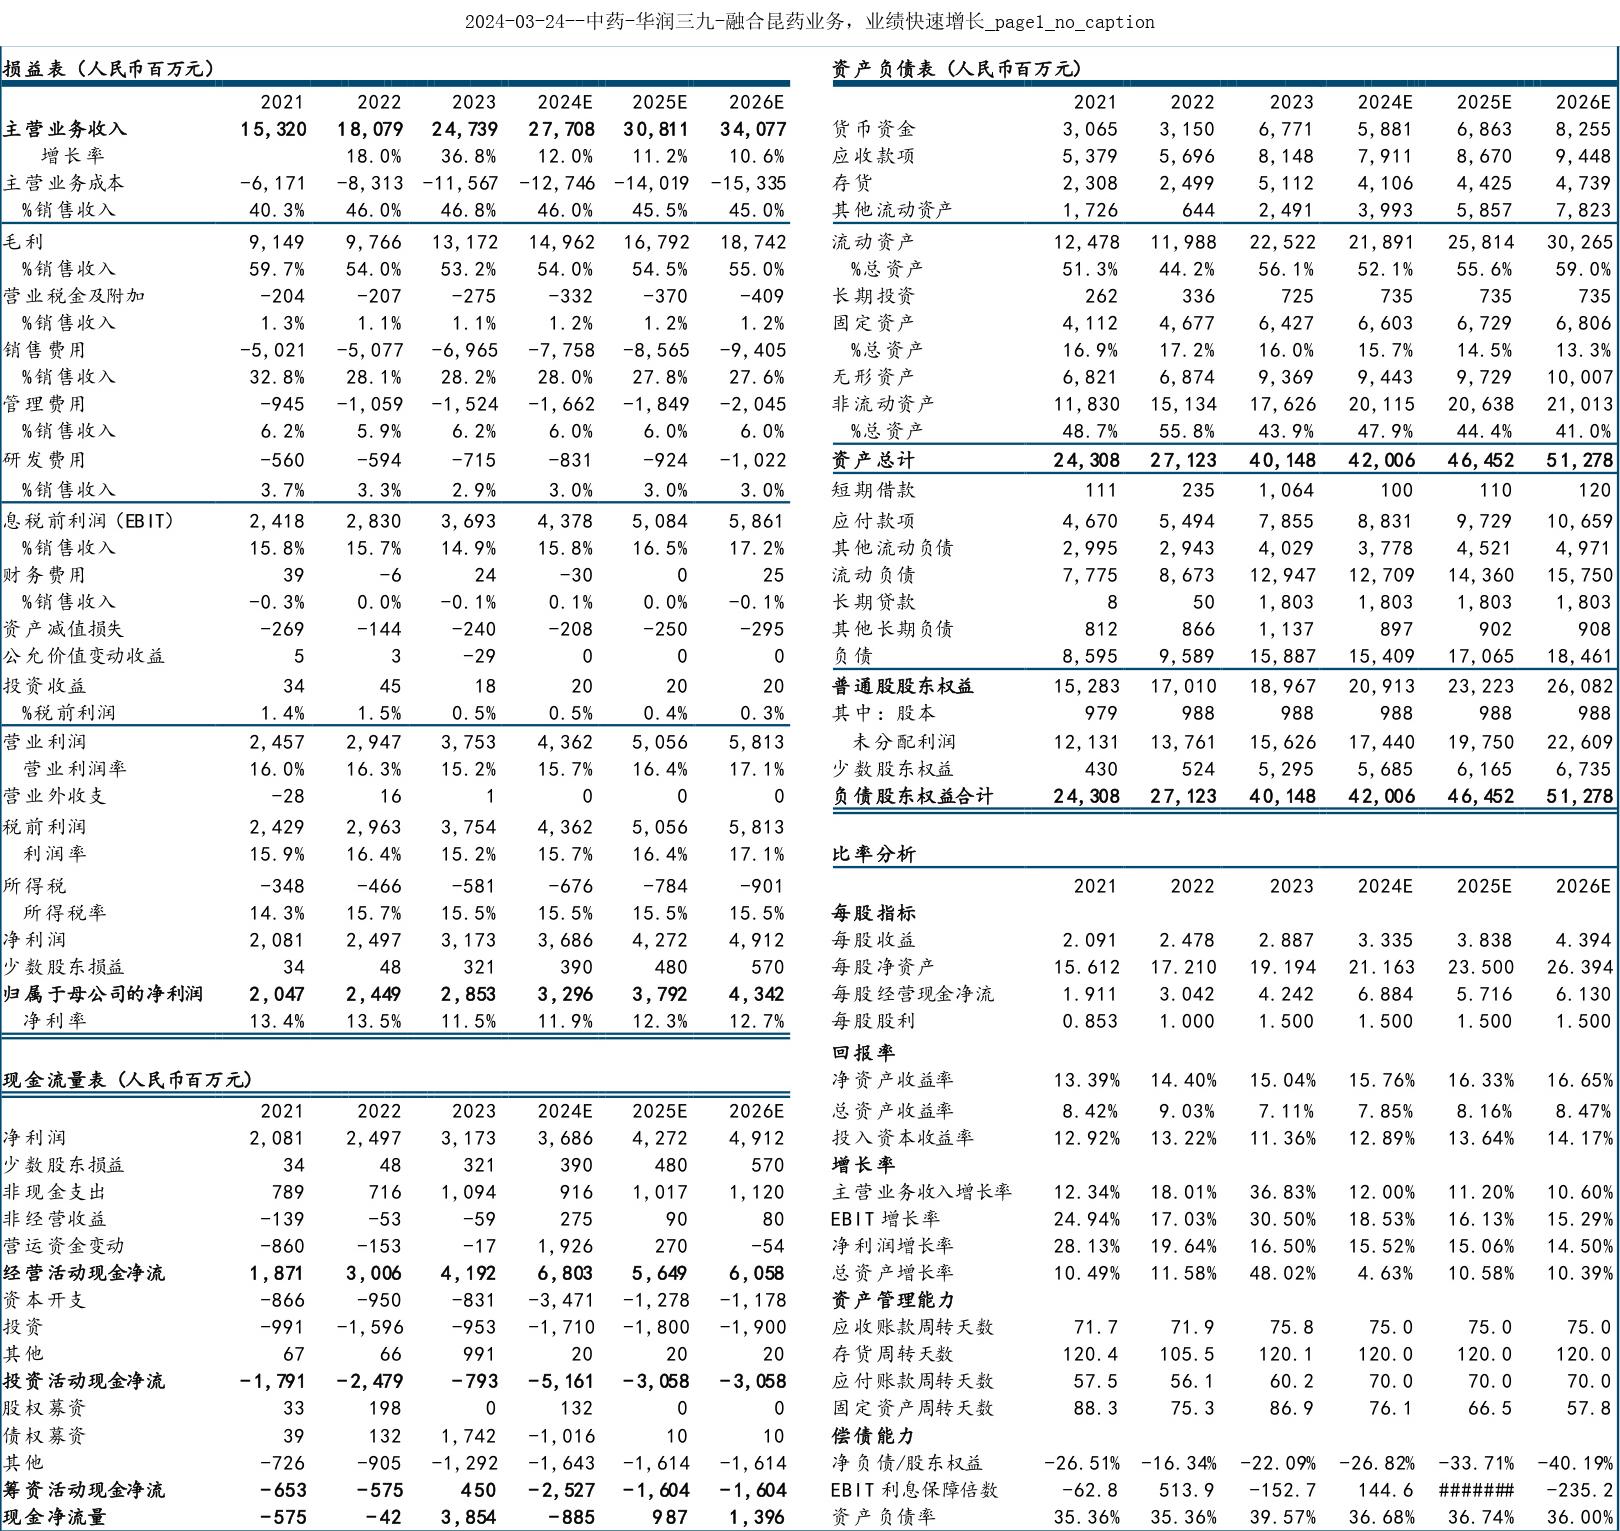 2024-03-24--中药-华润三九-融合昆药业务，业绩快速增长_page1_no_caption
损益表（人民币百万元）
2021 2022 2023 2024E 2025E 2026E
主营业务收入 15,320 18,079 24,739 27,708 30,811 34,077
增长率 18.0% 36.8% 12.0% 11.2% 10.6%
主营业务成本 -6,171 -8,313 -11,567 -12,746 -14,019 -15,335
%销售收入 40.3% 46.0% 46.8% 46.0% 45.5% 45.0%
毛利 9,149 9,766 13,172 14,962 16,792 18,742
%销售收入 59.7% 54.0% 53.2% 54.0% 54.5% 55.0%
营业税金及附加 -204 -207 -275 -332 -370 -409
%销售收入 1.3% 1.1% 1.1% 1.2% 1.2% 1.2%
销售费用 -5,021 -5,077 -6,965 -7,758 -8,565 -9,405
%销售收入 32.8% 28.1% 28.2% 28.0% 27.8% 27.6%
管理费用 -945 -1,059 -1,524 -1,662 -1,849 -2,045
%销售收入 6.2% 5.9% 6.2% 6.0% 6.0% 6.0%
研发费用 -560 -594 -715 -831 -924 -1,022
%销售收入 3.7% 3.3% 2.9% 3.0% 3.0% 3.0%
息税前利润（EBIT） 2,418 2,830 3,693 4,378 5,084 5,861
%销售收入 15.8% 15.7% 14.9% 15.8% 16.5% 17.2%
财务费用 39 -6 24 -30 0 25
%销售收入 -0.3% 0.0% -0.1% 0.1% 0.0% -0.1%
资产减值损失 -269 -144 -240 -208 -250 -295
公允价值变动收益 5 3 -29 0 0 0
投资收益 34 45 18 20 20 20
%税前利润 1.4% 1.5% 0.5% 0.5% 0.4% 0.3%
营业利润 2,457 2,947 3,753 4,362 5,056 5,813
营业利润率 16.0% 16.3% 15.2% 15.7% 16.4% 17.1%
营业外收支 -28 16 1 0 0 0
税前利润 2,429 2,963 3,754 4,362 5,056 5,813
利润率 15.9% 16.4% 15.2% 15.7% 16.4% 17.1%
所得税 -348 -466 -581 -676 -784 -901
所得税率 14.3% 15.7% 15.5% 15.5% 15.5% 15.5%
净利润 2,081 2,497 3,173 3,686 4,272 4,912
少数股东损益 34 48 321 390 480 570
归属于母公司的净利润 2,047 2,449 2,853 3,296 3,792 4,342
净利率 13.4% 13.5% 11.5% 11.9% 12.3% 12.7%
现金流量表（人民币百万元）
2021 2022 2023 2024E 2025E 2026E
净利润 2,081 2,497 3,173 3,686 4,272 4,912
少数股东损益 34 48 321 390 480 570
非现金支出 789 716 1,094 916 1,017 1,120
非经营收益 -139 -53 -59 275 90 80
营运资金变动 -860 -153 -17 1,926 270 -54
经营活动现金净流 1,871 3,006 4,192 6,803 5,649 6,058
资本开支 -866 -950 -831 -3,471 -1,278 -1,178
投资 -991 -1,596 -953 -1,710 -1,800 -1,900
其他 67 66 991 20 20 20
投资活动现金净流 -1,791 -2,479 -793 -5,161 -3,058 -3,058
股权募资 33 198 0 132 0 0
债权募资 39 132 1,742 -1,016 10 10
其他 -726 -905 -1,292 -1,643 -1,614 -1,614
筹资活动现金净流 -653 -575 450 -2,527 -1,604 -1,604
现金净流量 -575 -42 3,854 -885 987 1,396
资产负债表（人民币百万元）
2021 2022 2023 2024E 2025E 2026E
货币资金 3,065 3,150 6,771 5,881 6,863 8,255
应收款项 5,379 5,696 8,148 7,911 8,670 9,448
存货 2,308 2,499 5,112 4,106 4,425 4,739
其他流动资产 1,726 644 2,491 3,993 5,857 7,823
流动资产 12,478 11,988 22,522 21,891 25,814 30,265
%总资产 51.3% 44.2% 56.1% 52.1% 55.6% 59.0%
长期投资 262 336 725 735 735 735
固定资产 4,112 4,677 6,427 6,603 6,729 6,806
%总资产 16.9% 17.2% 16.0% 15.7% 14.5% 13.3%
无形资产 6,821 6,874 9,369 9,443 9,729 10,007
非流动资产 11,830 15,134 17,626 20,115 20,638 21,013
%总资产 48.7% 55.8% 43.9% 47.9% 44.4% 41.0%
资产总计 24,308 27,123 40,148 42,006 46,452 51,278
短期借款 111 235 1,064 100 110 120
应付款项 4,670 5,494 7,855 8,831 9,729 10,659
其他流动负债 2,995 2,943 4,029 3,778 4,521 4,971
流动负债 7,775 8,673 12,947 12,709 14,360 15,750
长期贷款 8 50 1,803 1,803 1,803 1,803
其他长期负债 812 866 1,137 897 902 908
负债 8,595 9,589 15,887 15,409 17,065 18,461
普通股股东权益 15,283 17,010 18,967 20,913 23,223 26,082
其中：股本 979 988 988 988 988 988
未分配利润 12,131 13,761 15,626 17,440 19,750 22,609
少数股东权益 430 524 5,295 5,685 6,165 6,735
负债股东权益合计 24,308 27,123 40,148 42,006 46,452 51,278
比率分析
2021 2022 2023 2024E 2025E 2026E
每股指标
每股收益 2.091 2.478 2.887 3.335 3.838 4.394
每股净资产 15.612 17.210 19.194 21.163 23.500 26.394
每股经营现金净流 1.911 3.042 4.242 6.884 5.716 6.130
每股股利 0.853 1.000 1.500 1.500 1.500 1.500
回报率
净资产收益率 13.39% 14.40% 15.04% 15.76% 16.33% 16.65%
总资产收益率 8.42% 9.03% 7.11% 7.85% 8.16% 8.47%
投入资本收益率 12.92% 13.22% 11.36% 12.89% 13.64% 14.17%
增长率
主营业务收入增长率 12.34% 18.01% 36.83% 12.00% 11.20% 10.60%
EBIT增长率 24.94% 17.03% 30.50% 18.53% 16.13% 15.29%
净利润增长率 28.13% 19.64% 16.50% 15.52% 15.06% 14.50%
总资产增长率 10.49% 11.58% 48.02% 4.63% 10.58% 10.39%
资产管理能力
应收账款周转天数 71.7 71.9 75.8 75.0 75.0 75.0
存货周转天数 120.4 105.5 120.1 120.0 120.0 120.0
应付账款周转天数 57.5 56.1 60.2 70.0 70.0 70.0
固定资产周转天数 88.3 75.3 86.9 76.1 66.5 57.8
偿债能力
净负债/股东权益 -26.51% -16.34% -22.09% -26.82% -33.71% -40.19%
EBIT利息保障倍数 -62.8 513.9 -152.7 144.6 ####### -235.2
资产负债率 35.36% 35.36% 39.57% 36.68% 36.74% 36.00%